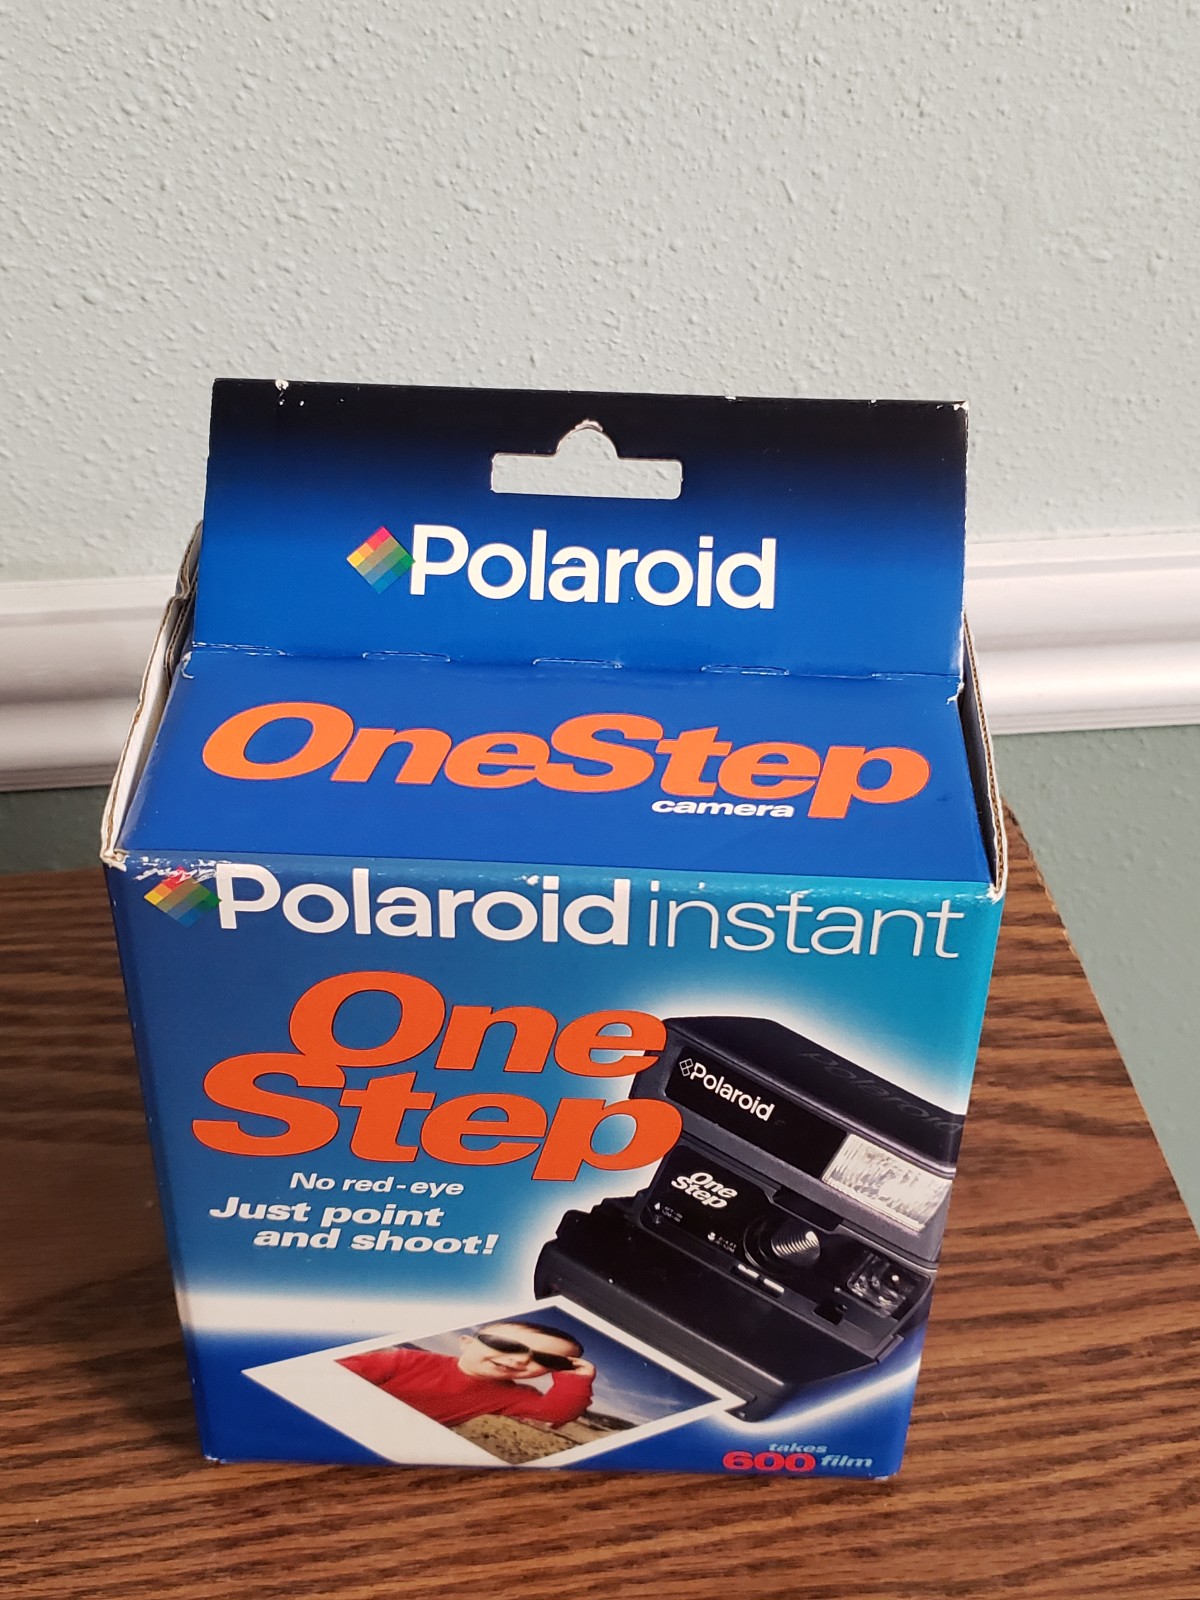 Polaroid
OneStep
camera
Polaroid instant
One
Step
No red-eye
Just point
and shoot!
Polaroid
Polaroid
One
Step
takes
600 film